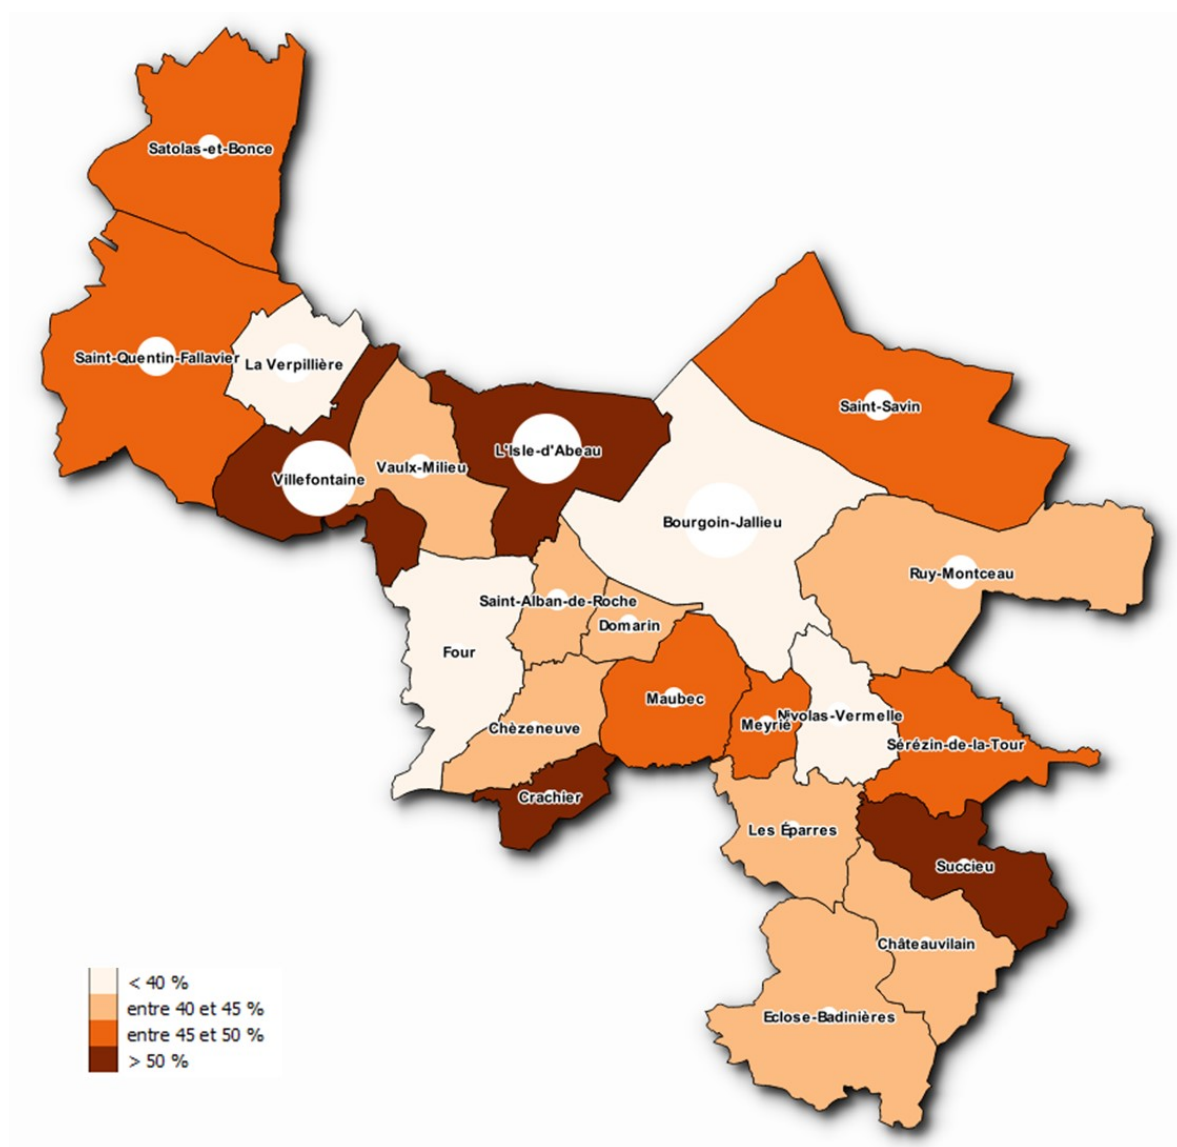 Satolas-et-Bonce
Saint-Quentin-Fallavier
La Verpillière
Saint-Savin
L'Isle-d'Abeau
Vaulx-Milieu
Villefontaine
Bourgoin-Jallieu
Ruy-Montceau
Saint-Alban-de-Roche
Domarin
Four
Maubec
Nivolas-Vermelle
Meyrié
Chèzeneuve
Sérézin-de-la-Tour
Crachier
Les Éparres
Succieu
Châteauvilain
Eclose-Badinières
< 40 %
entre 40 et 45 %
entre 45 et 50 %
> 50 %